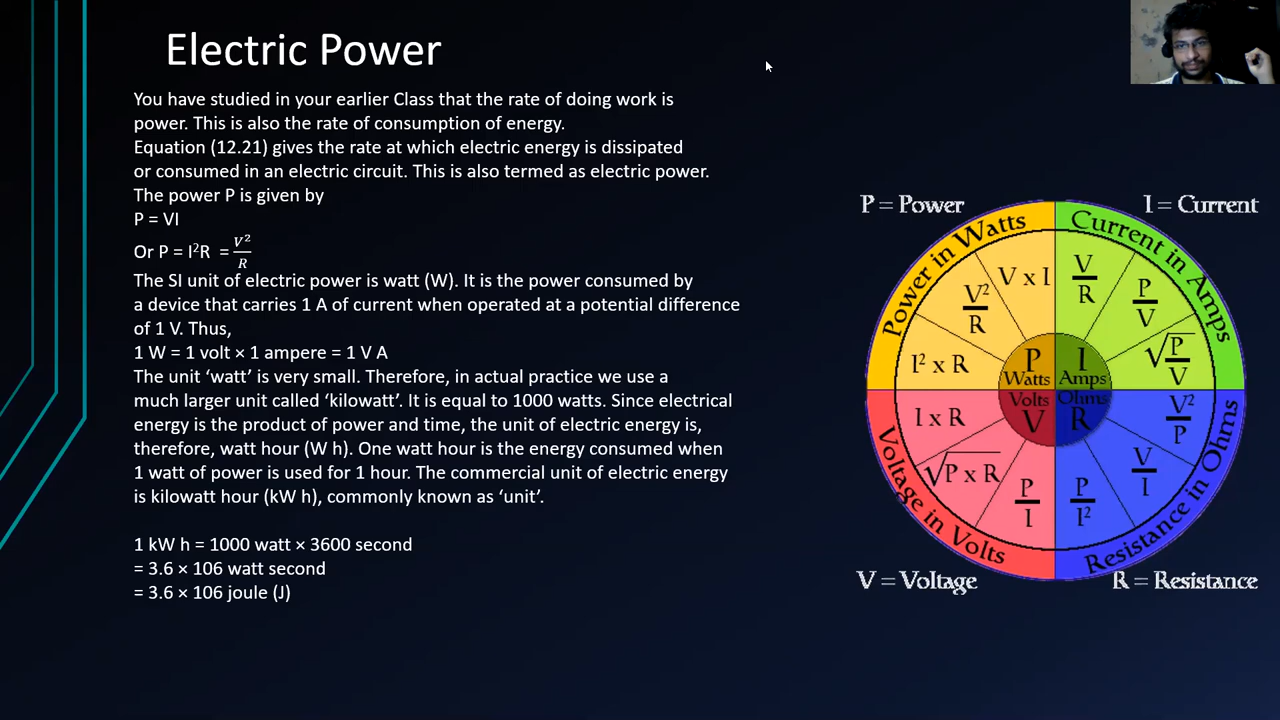 Electric Power
You have studied in your earlier Class that the rate of doing work is
power. This is also the rate of consumption of energy.
Equation (12.21) gives the rate at which electric energy is dissipated
or consumed in an electric circuit. This is also termed as electric power.
The power P is given by
P = VI
Or P = I²R = V²/R
The SI unit of electric power is watt (W). It is the power consumed by
a device that carries 1 A of current when operated at a potential difference
of 1 V. Thus,
1 W = 1 volt × 1 ampere = 1 V A
The unit ‘watt’ is very small. Therefore, in actual practice we use a
much larger unit called ‘kilowatt’. It is equal to 1000 watts. Since electrical
energy is the product of power and time, the unit of electric energy is,
therefore, watt hour (W h). One watt hour is the energy consumed when
1 watt of power is used for 1 hour. The commercial unit of electric energy
is kilowatt hour (kW h), commonly known as ‘unit’.
1 kW h = 1000 watt × 3600 second
= 3.6 × 106 watt second
= 3.6 × 106 joule (J)
P = Power
I = Current
Power in Watts
Current in Amps
V x I
V²/R
I² x R
V/R
P/V
√P/V
P
Watts
I
Amps
Volts
V
Ohms
R
I x R
√P x R
P/I
V²/P
V/I
P/I²
Voltage in Volts
Resistance in Ohms
V = Voltage
R = Resistance